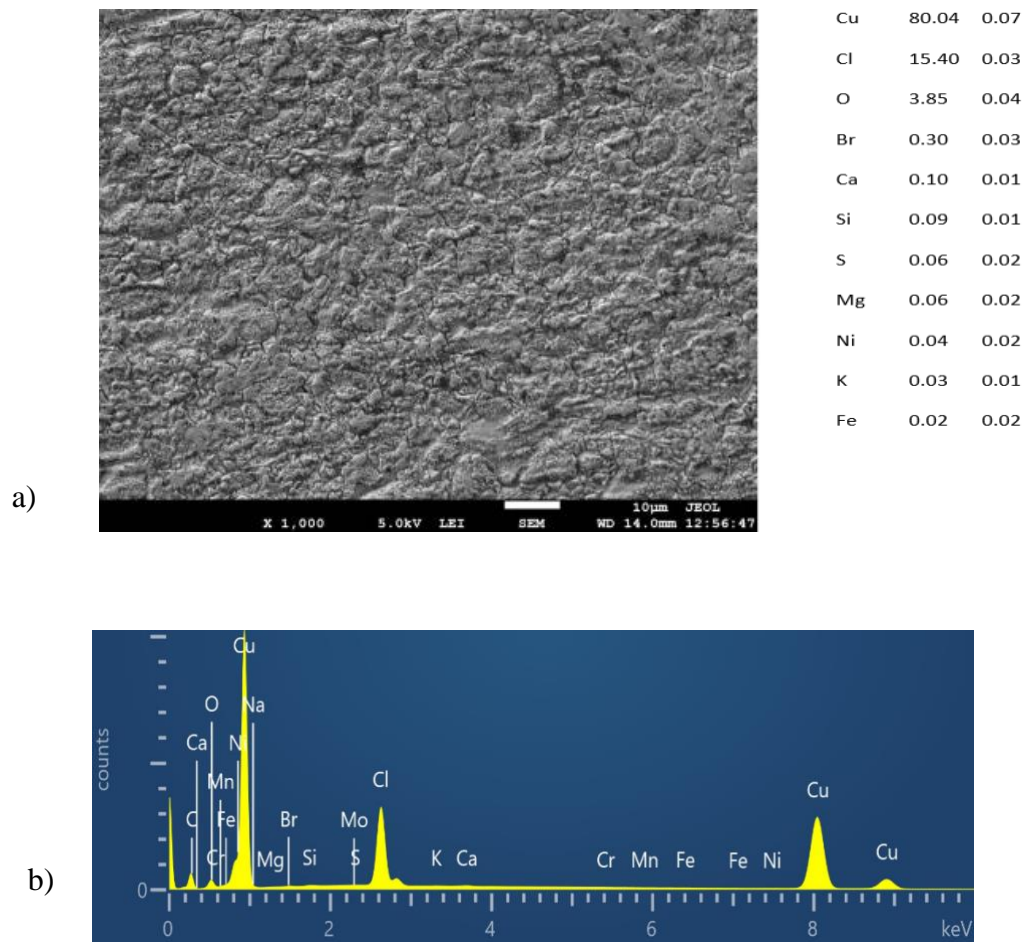 Cu 80.04 0.07
Cl 15.40 0.03
O 3.85 0.04
Br 0.30 0.03
Ca 0.10 0.01
Si 0.09 0.01
S 0.06 0.02
Mg 0.06 0.02
Ni 0.04 0.02
K 0.03 0.01
Fe 0.02 0.02
a)
10µm JEOL
X 1,000 5.0kV LEI SEM WD 14.0mm 12:56:47
Cu
O Na
Ca Ni
Mn Cl
Cu
C Fe Br Mo
Cr Mg Si S K Ca Cr Mn Fe Fe Ni Cu
counts
0
b)
0 2 4 6 8 keV